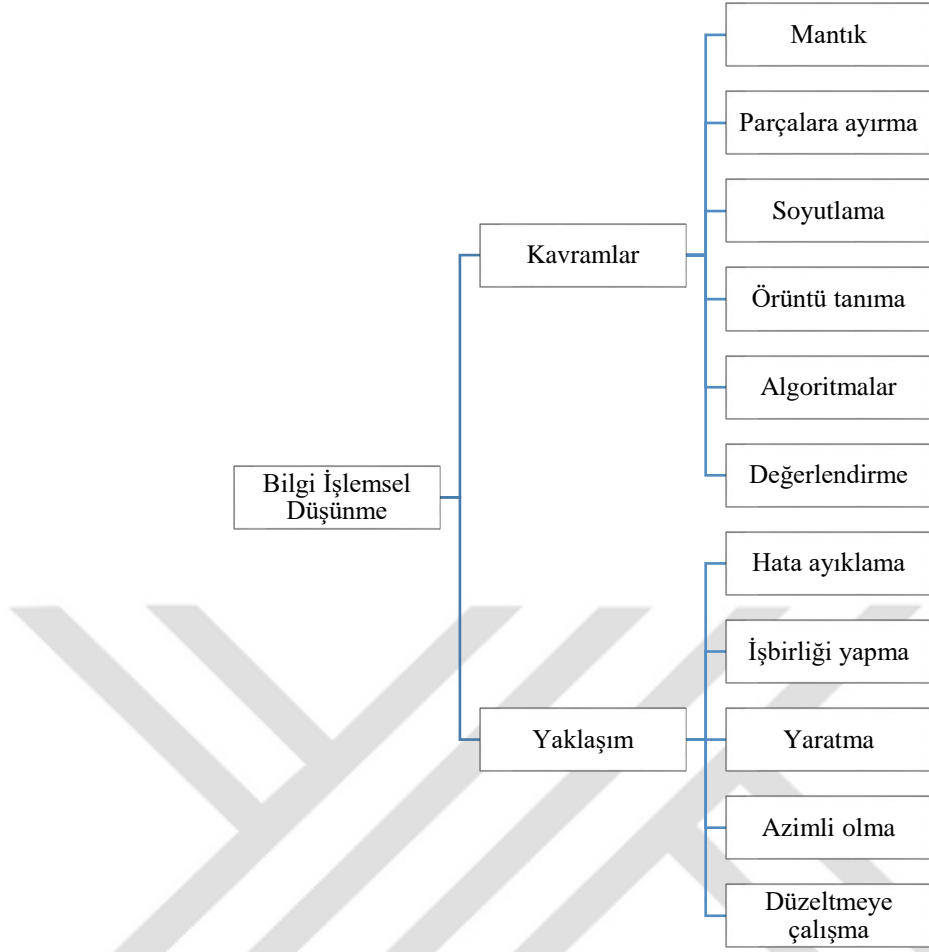 Bilgi İşlemsel
Düşünme
Kavramlar
Mantık
Parçalara ayırma
Soyutlama
Örüntü tanıma
Algoritmalar
Değerlendirme
Yaklaşım
Hata ayıklama
İşbirliği yapma
Yaratma
Azimli olma
Düzeltmeye
çalışma